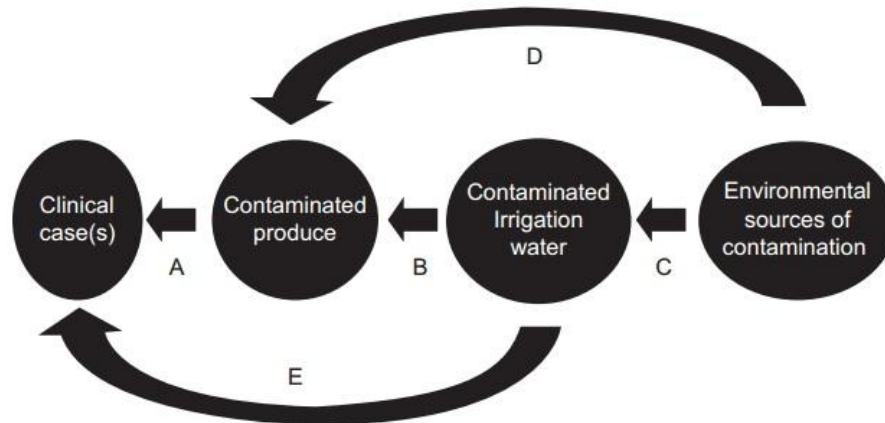 D
Clinical
case(s)
Contaminated
produce
Contaminated
Irrigation
water
Environmental
sources of
contamination
A
B
C
E